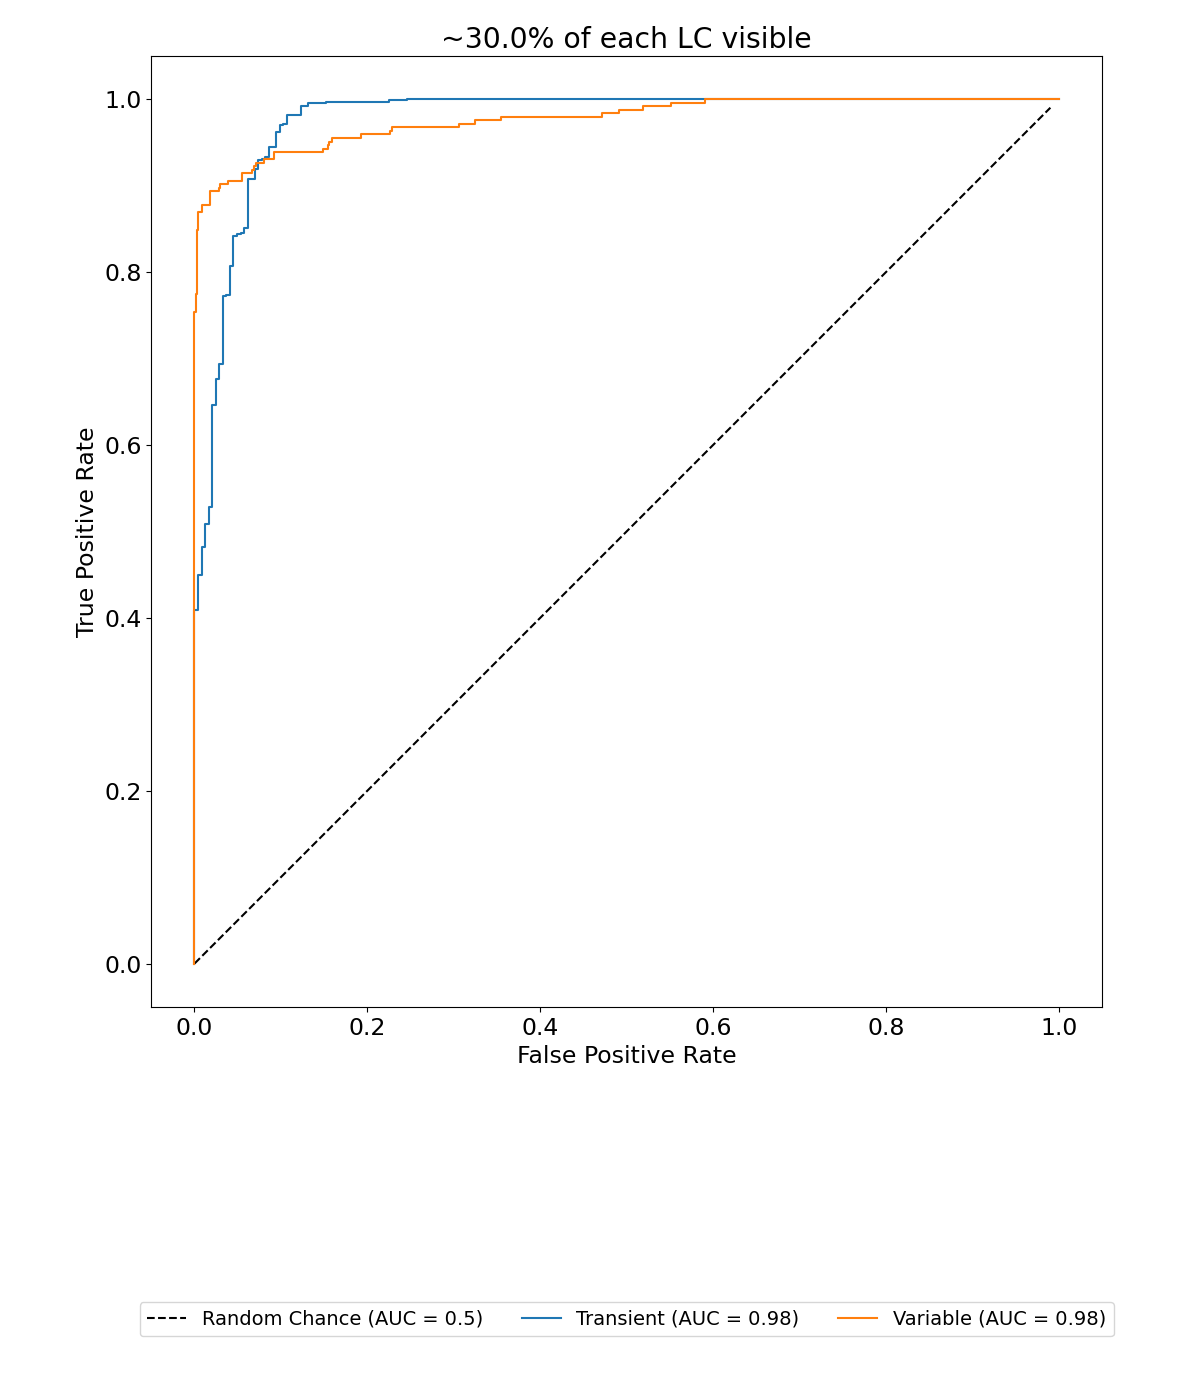 ~30.0% of each LC visible
1.0
0.8
0.6
0.4
0.2
0.0
True Positive Rate
0.0 0.2 0.4 0.6 0.8 1.0
False Positive Rate
Random Chance (AUC = 0.5) Transient (AUC = 0.98) Variable (AUC = 0.98)